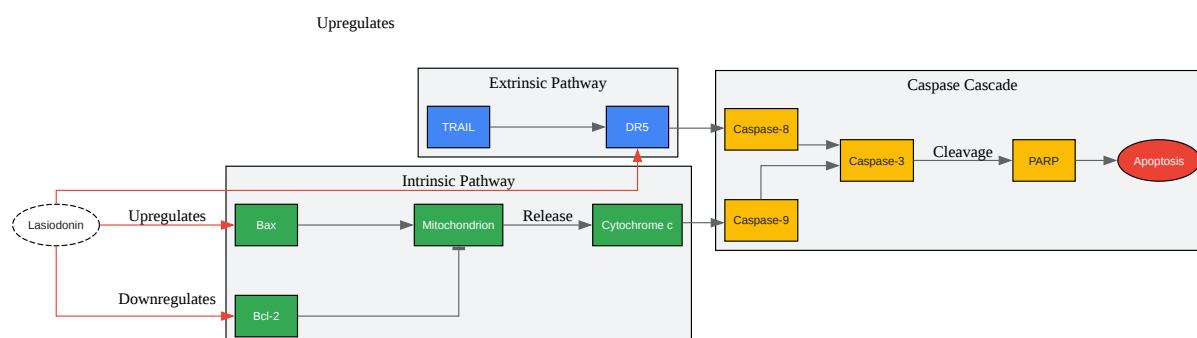 Upregulates
Extrinsic Pathway
TRAIL
DR5
Caspase Cascade
Caspase-8
Caspase-3
Cleavage
PARP
Apoptosis
Caspase-9
Intrinsic Pathway
Lasiodonin
Upregulates
Bax
Mitochondrion
Release
Cytochrome c
Downregulates
Bcl-2